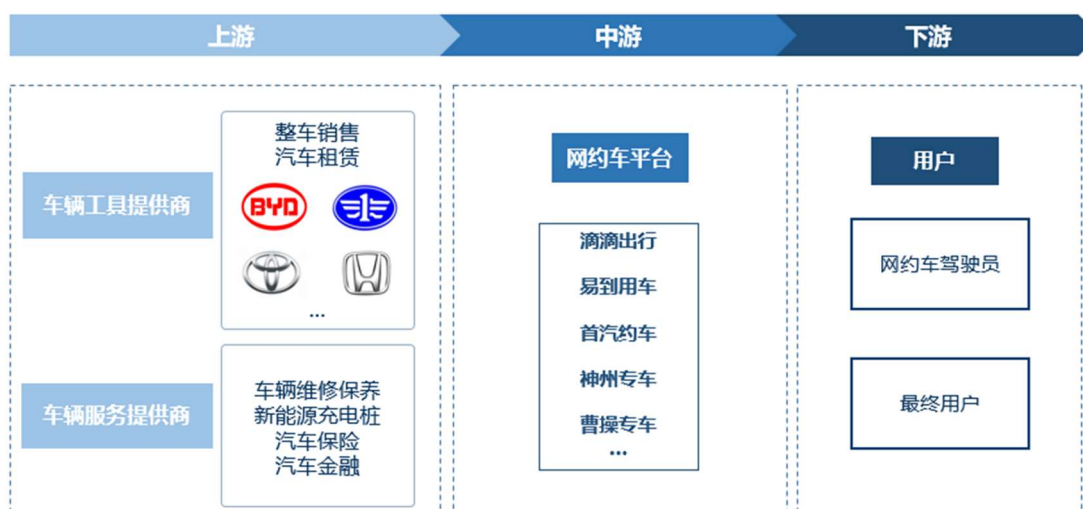 上游
中游
下游
车辆工具提供商
整车销售
汽车租赁
BYD
...
车辆服务提供商
车辆维修保养
新能源充电桩
汽车保险
汽车金融
网约车平台
滴滴出行
易到用车
首汽约车
神州专车
曹操专车
...
用户
网约车驾驶员
最终用户